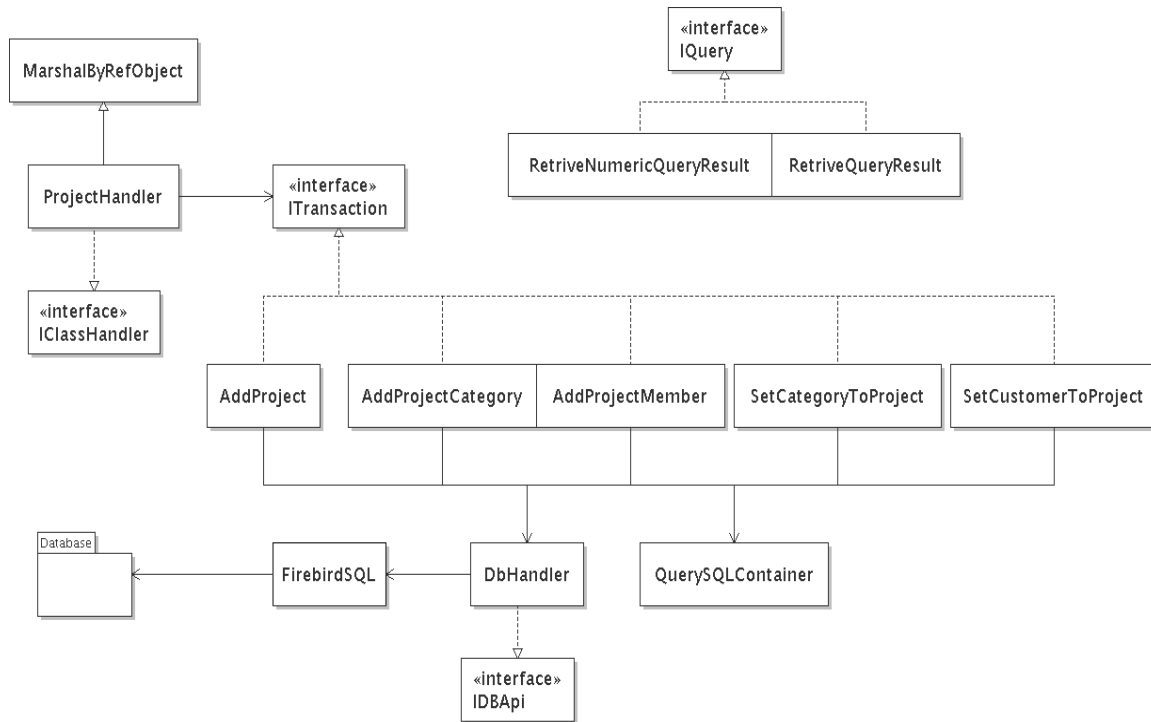 «interface»
IQuery
MarshalByRefObject
RetriveNumericQueryResult
RetriveQueryResult
ProjectHandler
«interface»
ITransaction
«interface»
IClassHandler
AddProject
AddProjectCategory
AddProjectMember
SetCategoryToProject
SetCustomerToProject
Database
FirebirdSQL
DbHandler
QuerySQLContainer
«interface»
IDBApi